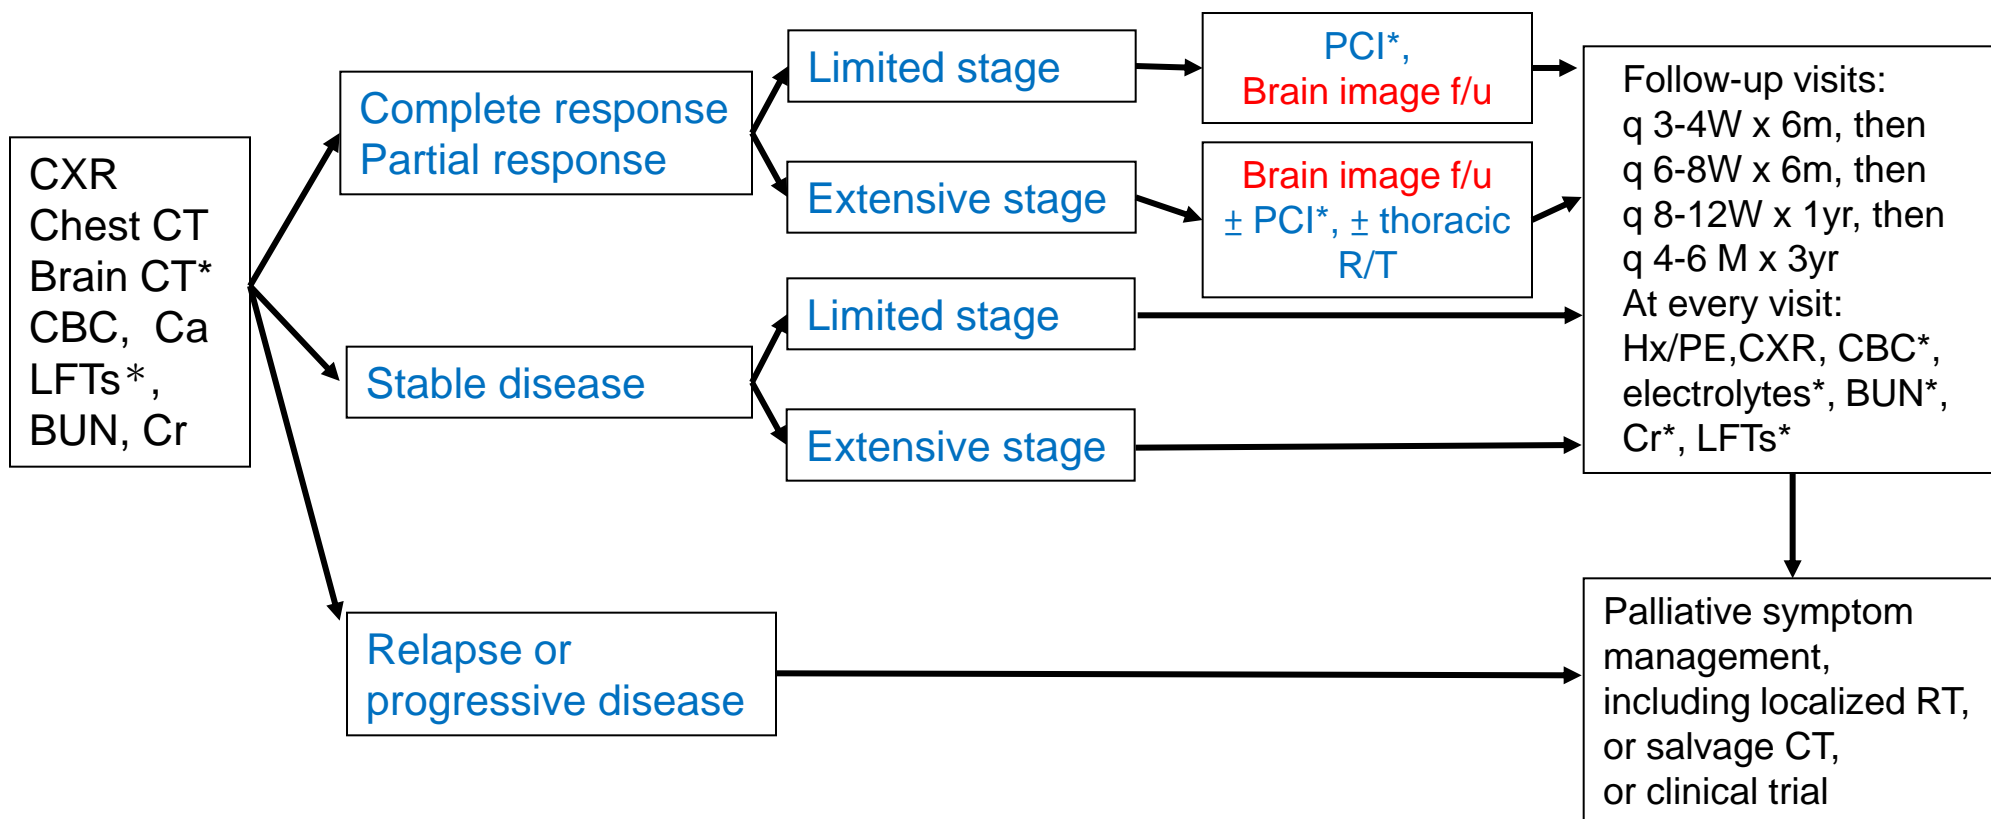 CXR
Chest CT
Brain CT*
CBC, Ca
LFTs*,
BUN, Cr
Complete response
Partial response
Stable disease
Relapse or
progressive disease
Limited stage
Extensive stage
Limited stage
Extensive stage
PCI*,
Brain image f/u
Brain image f/u
± PCI*, ± thoracic
R/T
Follow-up visits:
q 3-4W x 6m, then
q 6-8W x 6m, then
q 8-12W x 1yr, then
q 4-6 M x 3yr
At every visit:
Hx/PE,CXR, CBC*,
electrolytes*, BUN*,
Cr*, LFTs*
Palliative symptom
management,
including localized RT,
or salvage CT,
or clinical trial